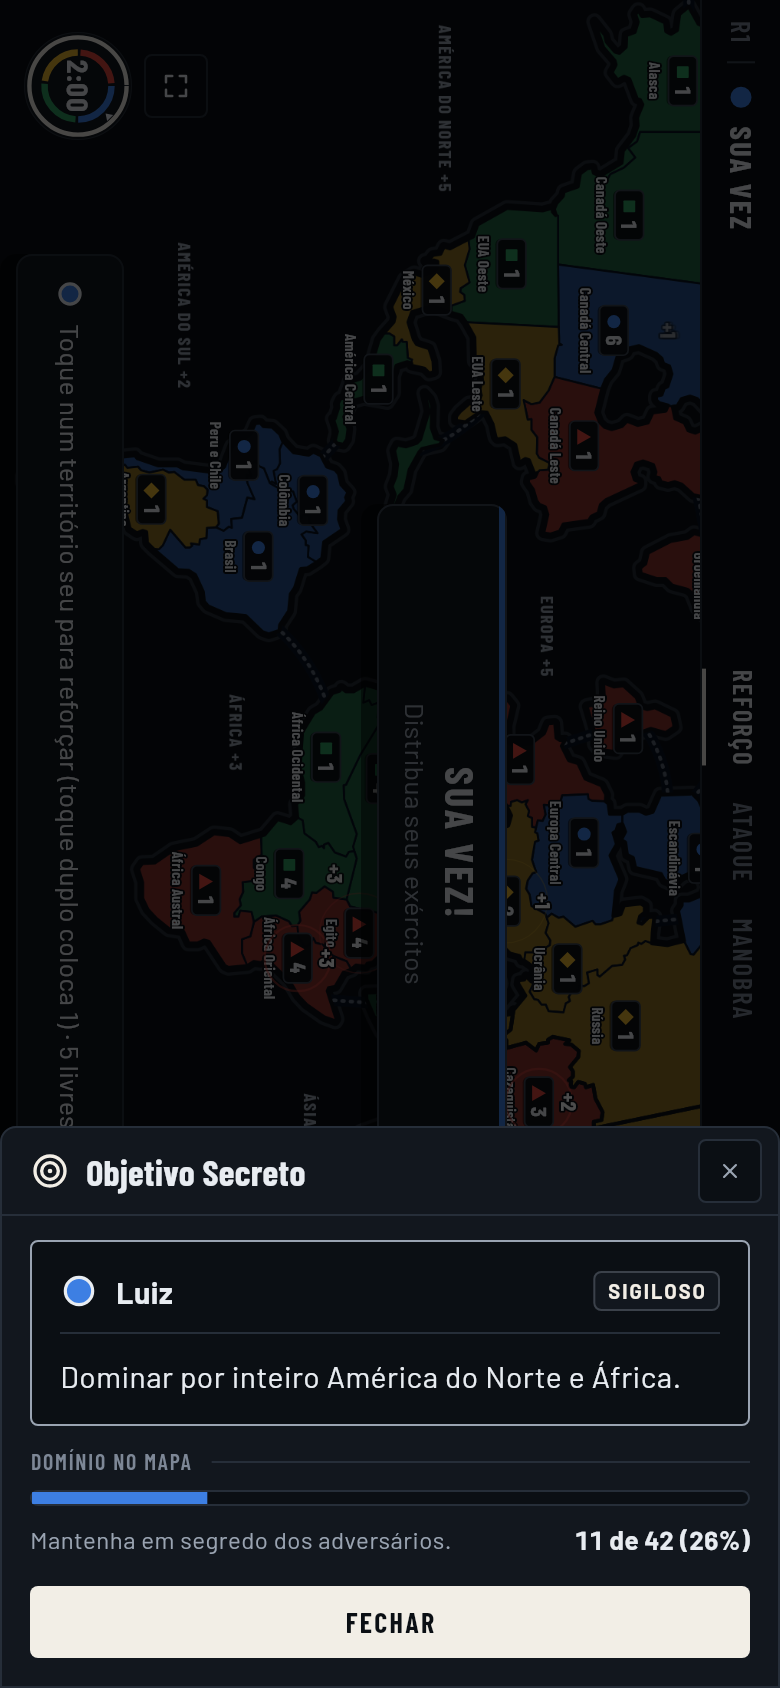 R1
SUA VEZ
REFORÇO
ATAQUE
MANOBRA
2:00
AMÉRICA DO NORTE +5
AMÉRICA DO SUL +2
EUROPA +5
ÁFRICA +3
ÁSIA
Alasca
1
Canadá Oeste
1
Canadá Central
6
+1
EUA Oeste
1
México
1
EUA Leste
1
Canadá Leste
1
América Central
1
Peru e Chile
1
Colômbia
1
Brasil
1
1
Reino Unido
1
1
Europa Central
1
Escandinávia
+1
Ucrânia
1
Rússia
1
3
+2
África Ocidental
1
Congo
4
+3
África Austral
1
Egito
4
+3
África Oriental
4
SUA VEZ!
Distribua seus exércitos
Toque num território seu para reforçar (toque duplo coloca 1) · 5 livres
Objetivo Secreto
Luiz
SIGILOSO
Dominar por inteiro América do Norte e África.
DOMÍNIO NO MAPA
Mantenha em segredo dos adversários.
11 de 42 (26%)
FECHAR